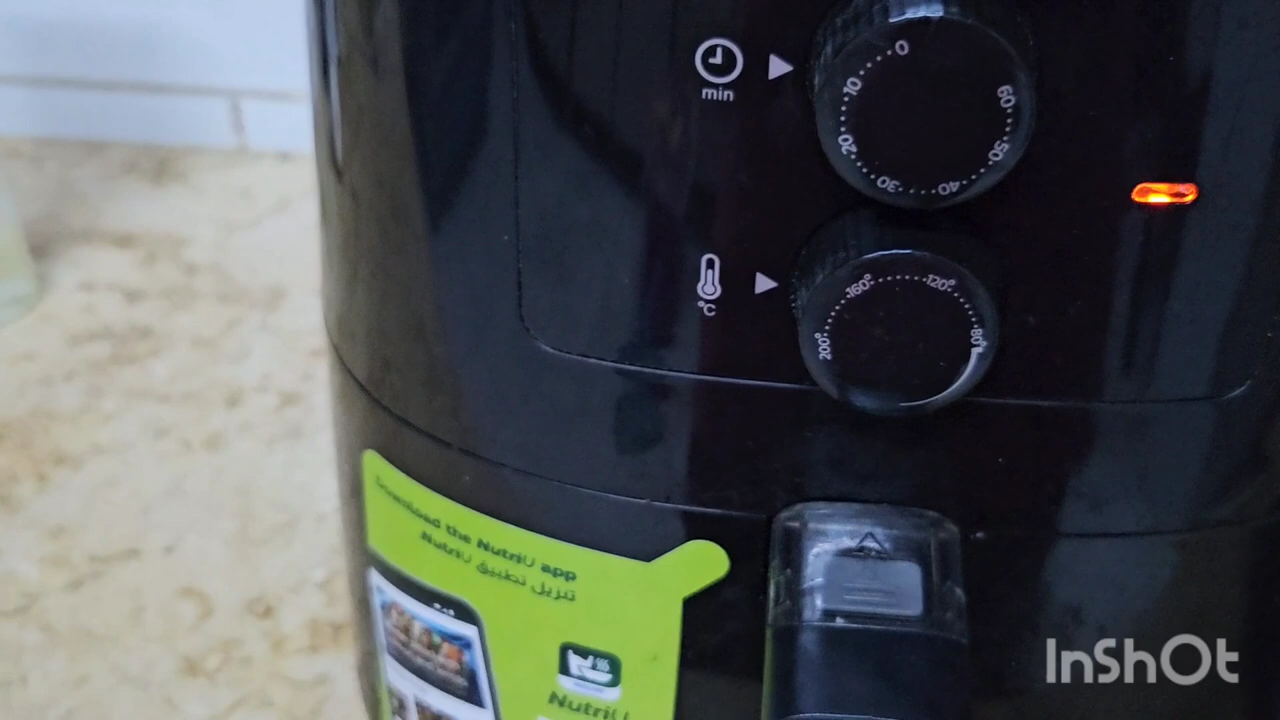 0
10
20
30
40
50
60
min
200°
160°
120°
80°
°C
Download the NutriU app
تنزيل تطبيق NutriU
NutriU
InShOt